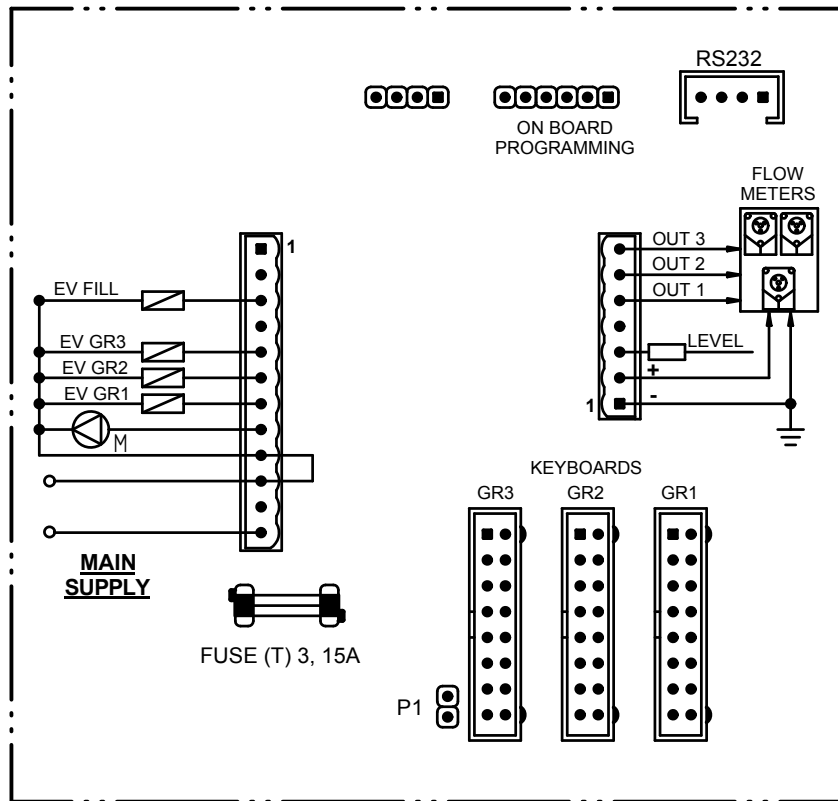 RS232
ON BOARD
PROGRAMMING
FLOW
METERS
1
OUT 3
OUT 2
EV FILL
OUT 1
EV GR3
LEVEL
EV GR2
+
EV GR1
-
1
M
KEYBOARDS
GR3 GR2 GR1
MAIN
SUPPLY
FUSE (T) 3, 15A
P1